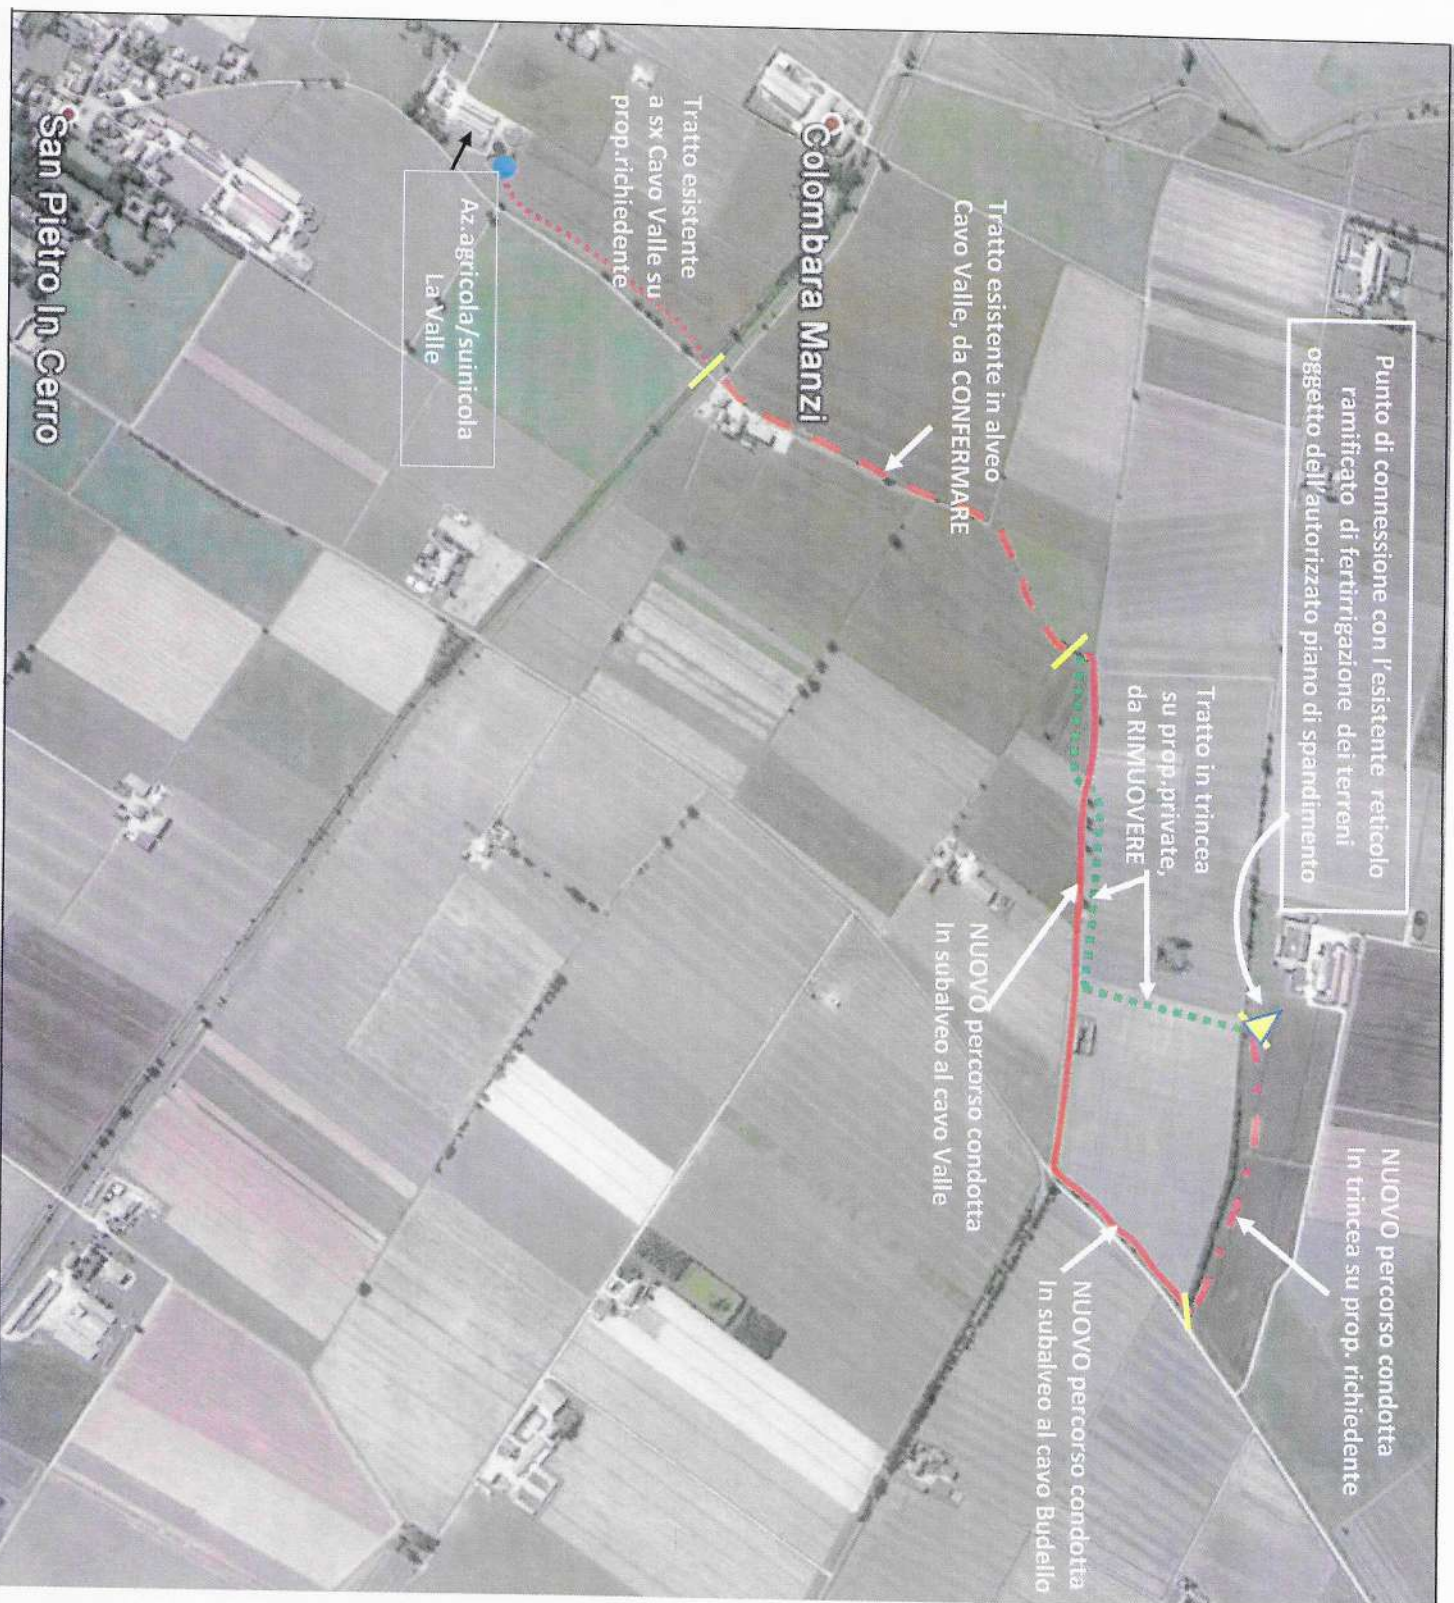 Punto di connessione con l'esistente reticolo
ramificato di fertirrigazione dei terreni
oggetto dell'autorizzato piano di spandimento
NUOVO percorso condotta
In trincea su prop. richiedente
Tratto in trincea
su prop.private,
da RIMUOVERE
Tratto esistente in alveo
Cavo Valle, da CONFERMARE
NUOVO percorso condotta
In subalveo al cavo Budello
NUOVO percorso condotta
In subalveo al cavo Valle
Colombara Manzi
Tratto esistente
a sx Cavo Valle su
prop.richiedente
Az.agricola/suinicola
La Valle
San Pietro In Cerro